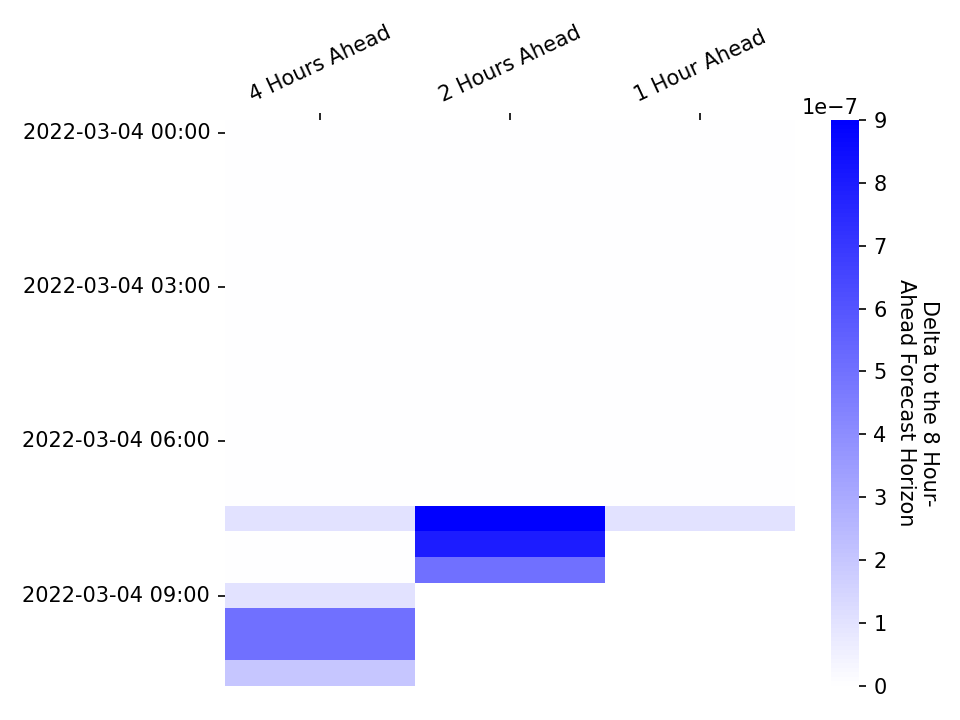 4 Hours Ahead
2 Hours Ahead
1 Hour Ahead
1e−7
2022-03-04 00:00
2022-03-04 03:00
2022-03-04 06:00
2022-03-04 09:00
9
8
7
6
5
4
3
2
1
0
Delta to the 8 Hour-
Ahead Forecast Horizon